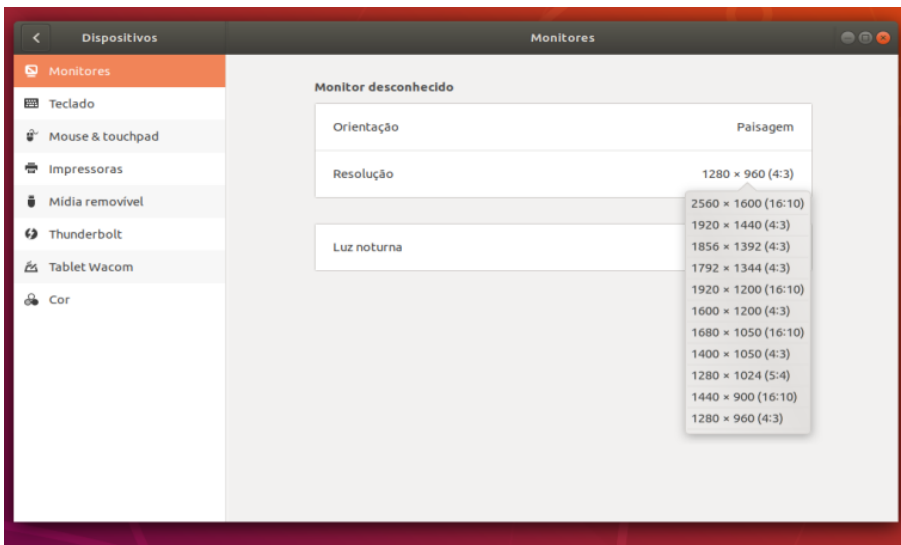 Dispositivos
Monitores
Monitores
Teclado
Mouse & touchpad
Impressoras
Mídia removível
Thunderbolt
Tablet Wacom
Cor
Monitor desconhecido
Orientação Paisagem
Resolução 1280 × 960 (4:3)
Luz noturna
2560 × 1600 (16:10)
1920 × 1440 (4:3)
1856 × 1392 (4:3)
1792 × 1344 (4:3)
1920 × 1200 (16:10)
1600 × 1200 (4:3)
1680 × 1050 (16:10)
1400 × 1050 (4:3)
1280 × 1024 (5:4)
1440 × 900 (16:10)
1280 × 960 (4:3)